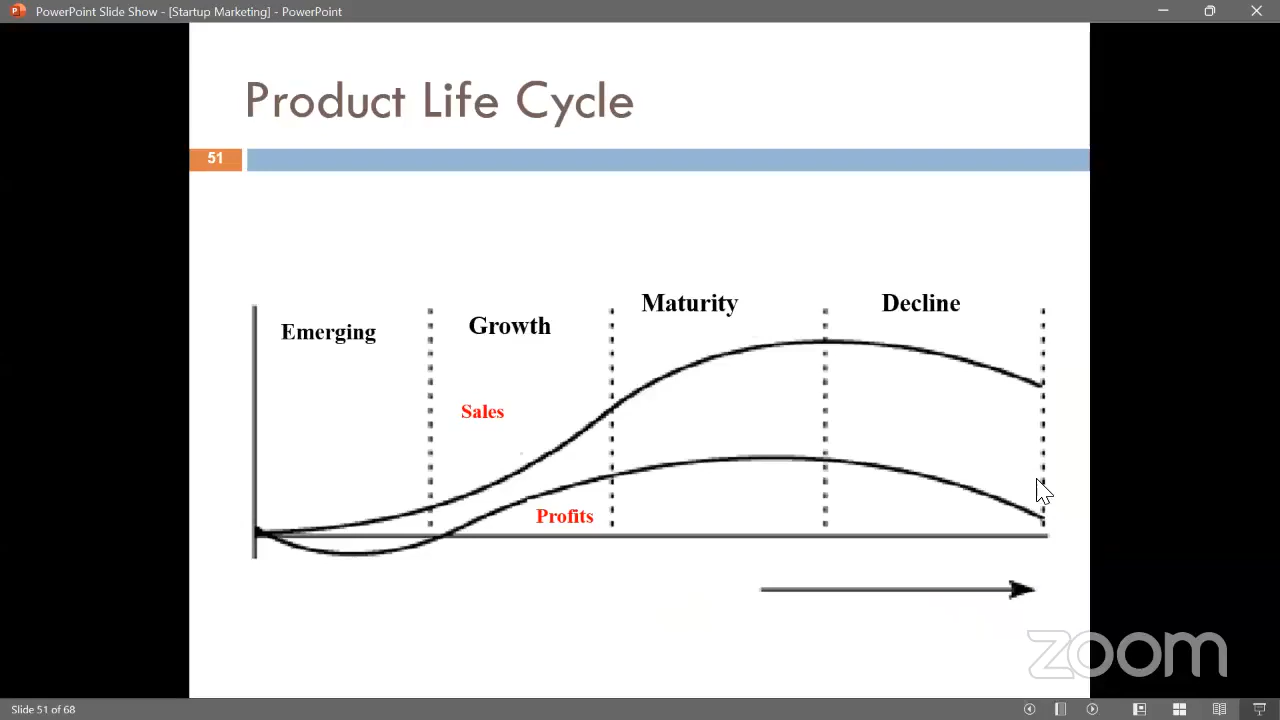 PowerPoint Slide Show - [Startup Marketing] - PowerPoint
Product Life Cycle
51
Emerging
Growth
Maturity
Decline
Sales
Profits
zoom
Slide 51 of 68